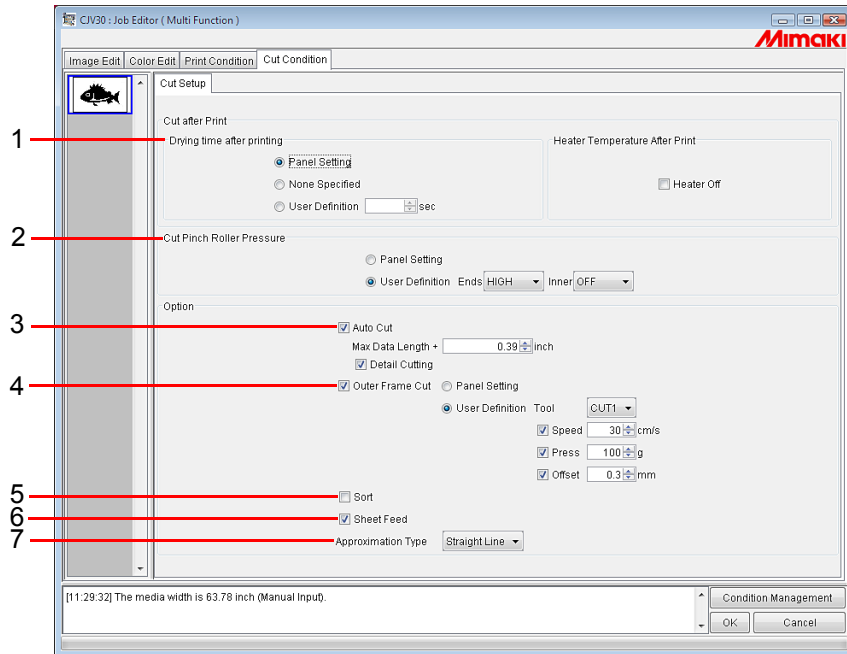 CJV30 : Job Editor ( Multi Function )
Mimaki
Image Edit Color Edit Print Condition Cut Condition
Cut Setup
Cut after Print
1 Drying time after printing Heater Temperature After Print
Panel Setting
None Specified Heater Off
User Definition sec
2 Cut Pinch Roller Pressure
Panel Setting
User Definition Ends HIGH Inner OFF
Option
3 Auto Cut
Max Data Length + 0.39 inch
Detail Cutting
4 Outer Frame Cut Panel Setting
User Definition Tool CUT1
Speed 30 cm/s
Press 100 g
Offset 0.3 mm
5 Sort
6 Sheet Feed
7 Approximation Type Straight Line
[11:29:32] The media width is 63.78 inch (Manual Input).
Condition Management
OK Cancel